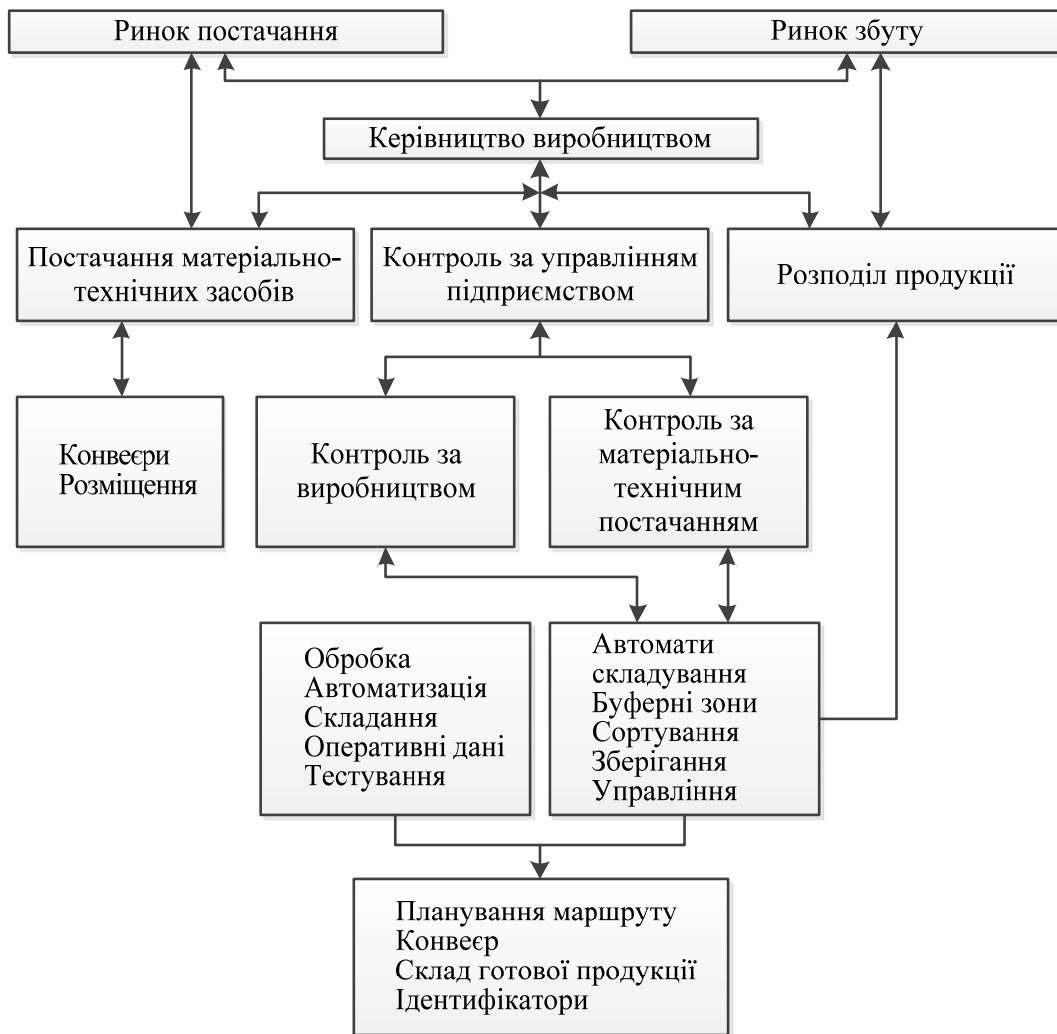 Ринок постачання
Ринок збуту
Керівництво виробництвом
Постачання матеріально-
технічних засобів
Контроль за управлінням
підприємством
Розподіл продукції
Конвеєри
Розміщення
Контроль за
виробництвом
Контроль за
матеріально-
технічним
постачанням
Обробка
Автоматизація
Складання
Оперативні дані
Тестування
Автомати
складування
Буферні зони
Сортування
Зберігання
Управління
Планування маршруту
Конвеєр
Склад готової продукції
Ідентифікатори